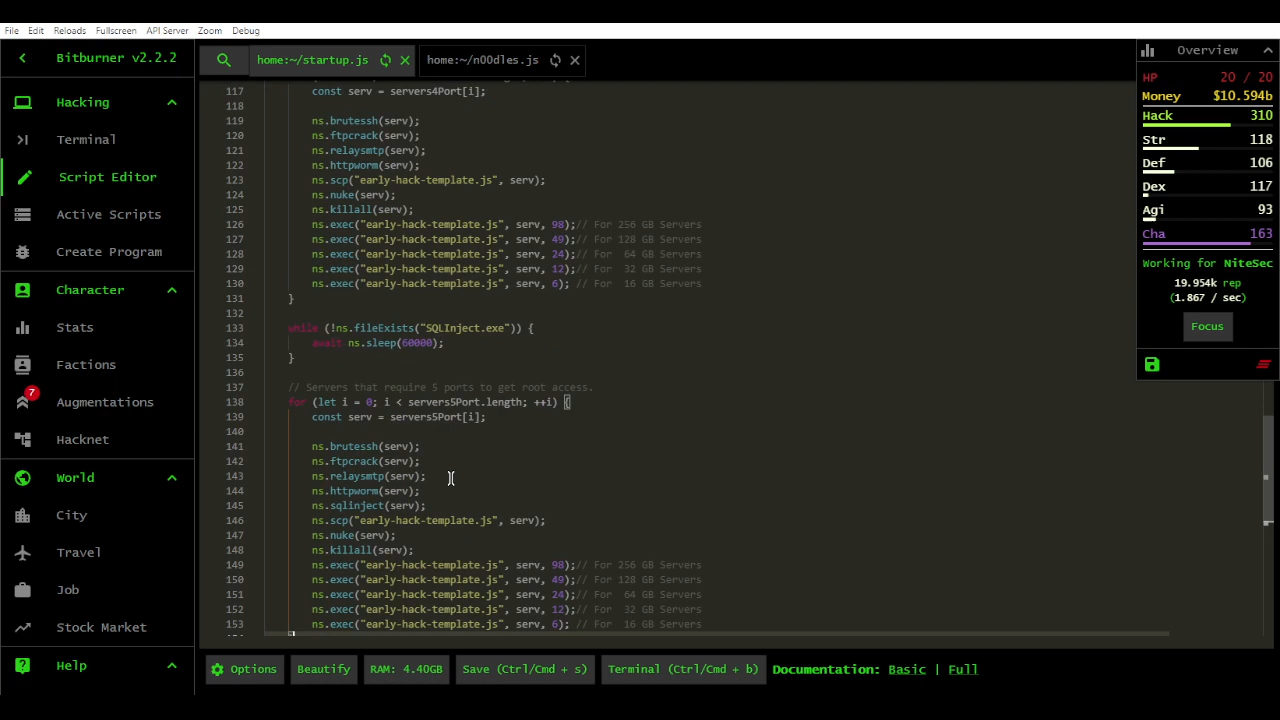 File Edit Reloads Fullscreen API Server Zoom Debug
Bitburner v2.2.2
Hacking
Terminal
Script Editor
Active Scripts
Create Program
Character
Stats
Factions
7
Augmentations
Hacknet
World
City
Travel
Job
Stock Market
Help
home:~/startup.js
home:~/n00dles.js
117 const serv = servers4Port[i];
118
119 ns.brutessh(serv);
120 ns.ftpcrack(serv);
121 ns.relaysmtp(serv);
122 ns.httpworm(serv);
123 ns.scp("early-hack-template.js", serv);
124 ns.nuke(serv);
125 ns.killall(serv);
126 ns.exec("early-hack-template.js", serv, 98);// For 256 GB Servers
127 ns.exec("early-hack-template.js", serv, 49);// For 128 GB Servers
128 ns.exec("early-hack-template.js", serv, 24);// For  64 GB Servers
129 ns.exec("early-hack-template.js", serv, 12);// For  32 GB Servers
130 ns.exec("early-hack-template.js", serv, 6); // For  16 GB Servers
131 }
132
133 while (!ns.fileExists("SQLInject.exe")) {
134 await ns.sleep(60000);
135 }
136
137 // Servers that require 5 ports to get root access.
138 for (let i = 0; i < servers5Port.length; ++i) {
139 const serv = servers5Port[i];
140
141 ns.brutessh(serv);
142 ns.ftpcrack(serv);
143 ns.relaysmtp(serv);
144 ns.httpworm(serv);
145 ns.sqlinject(serv);
146 ns.scp("early-hack-template.js", serv);
147 ns.nuke(serv);
148 ns.killall(serv);
149 ns.exec("early-hack-template.js", serv, 98);// For 256 GB Servers
150 ns.exec("early-hack-template.js", serv, 49);// For 128 GB Servers
151 ns.exec("early-hack-template.js", serv, 24);// For  64 GB Servers
152 ns.exec("early-hack-template.js", serv, 12);// For  32 GB Servers
153 ns.exec("early-hack-template.js", serv, 6); // For  16 GB Servers
Options Beautify RAM: 4.40GB Save (Ctrl/Cmd + s) Terminal (Ctrl/Cmd + b) Documentation: Basic | Full
Overview
HP 20 / 20
Money $10.594b
Hack 310
Str 118
Def 106
Dex 117
Agi 93
Cha 163
Working for NiteSec
19.954k rep
(1.867 / sec)
Focus